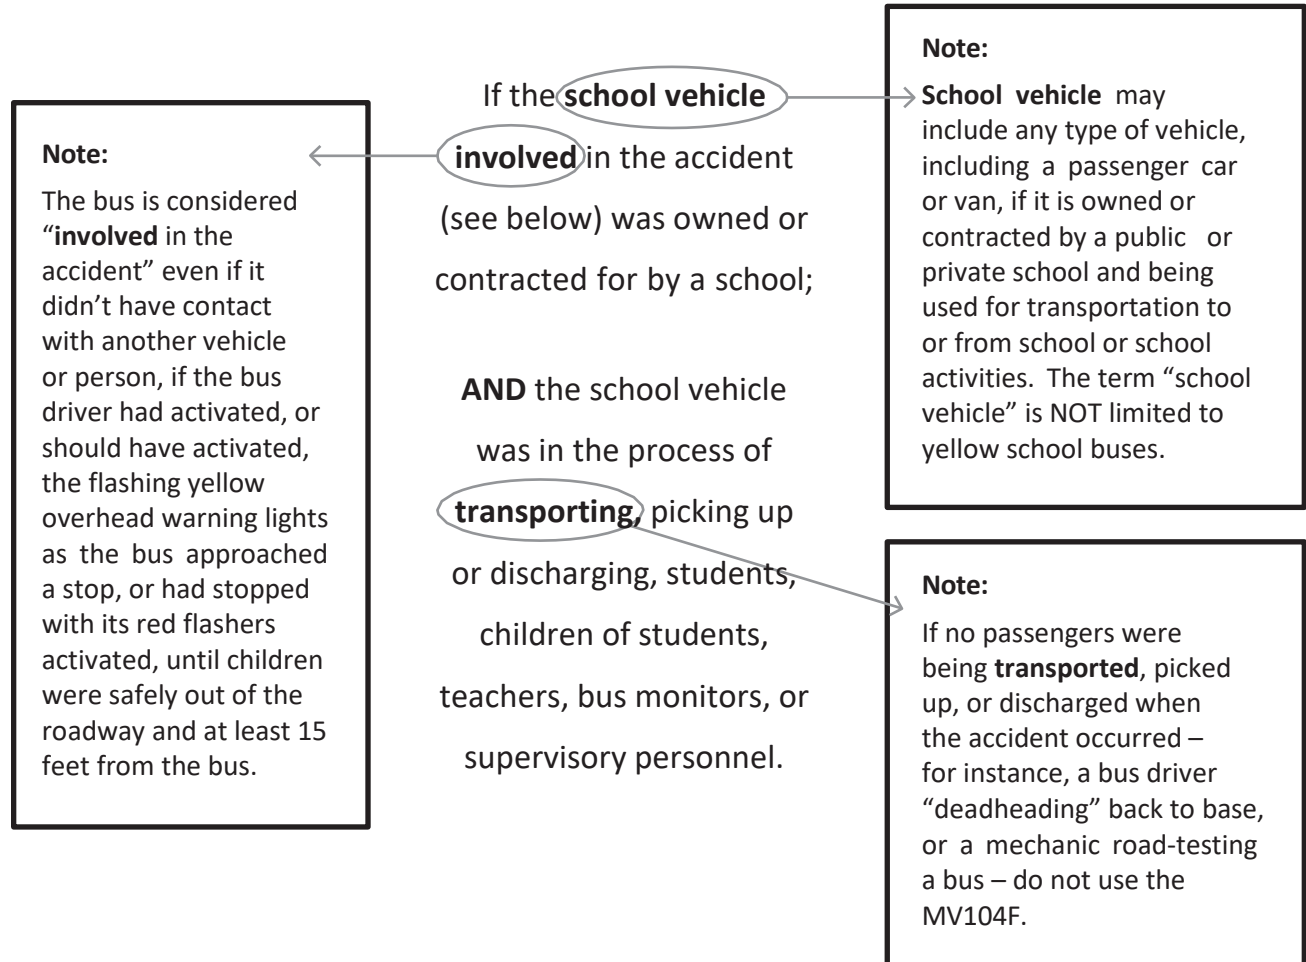 Note:
The bus is considered
“involved in the
accident” even if it
didn’t have contact
with another vehicle
or person, if the bus
driver had activated, or
should have activated,
the flashing yellow
overhead warning lights
as the bus approached
a stop, or had stopped
with its red flashers
activated, until children
were safely out of the
roadway and at least 15
feet from the bus.
If the school vehicle
involved in the accident
(see below) was owned or
contracted for by a school;
AND the school vehicle
was in the process of
transporting, picking up
or discharging, students,
children of students,
teachers, bus monitors, or
supervisory personnel.
Note:
School vehicle may
include any type of vehicle,
including a passenger car
or van, if it is owned or
contracted by a public or
private school and being
used for transportation to
or from school or school
activities. The term “school
vehicle” is NOT limited to
yellow school buses.
Note:
If no passengers were
being transported, picked
up, or discharged when
the accident occurred –
for instance, a bus driver
“deadheading” back to base,
or a mechanic road-testing
a bus – do not use the
MV104F.